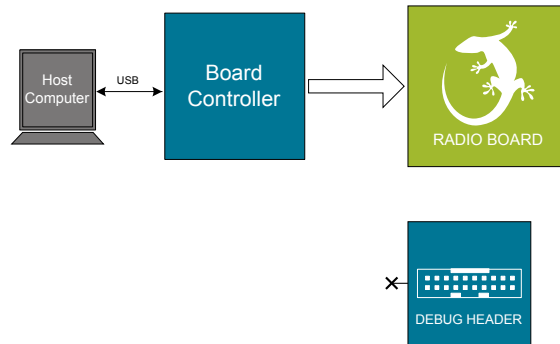 Host
Computer
USB
Board
Controller
RADIO BOARD
DEBUG HEADER